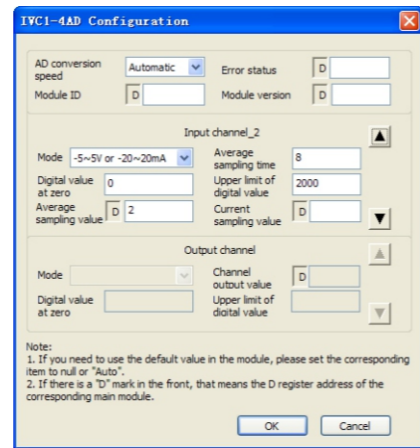 IVC1-4AD Configuration
AD conversion speed
Automatic
Error status
D
Module ID
D
Module version
D
Input channel_2
Mode
-5~5V or -20~20mA
Average sampling time
8
Digital value at zero
0
Upper limit of digital value
2000
Average sampling value
D
2
Current sampling value
D
Output channel
Mode
Channel output value
D
Digital value at zero
Upper limit of digital value
Note:
1. If you need to use the default value in the module, please set the corresponding
item to null or "Auto".
2. If there is a "D" mark in the front, that means the D register address of the
corresponding main module.
OK
Cancel